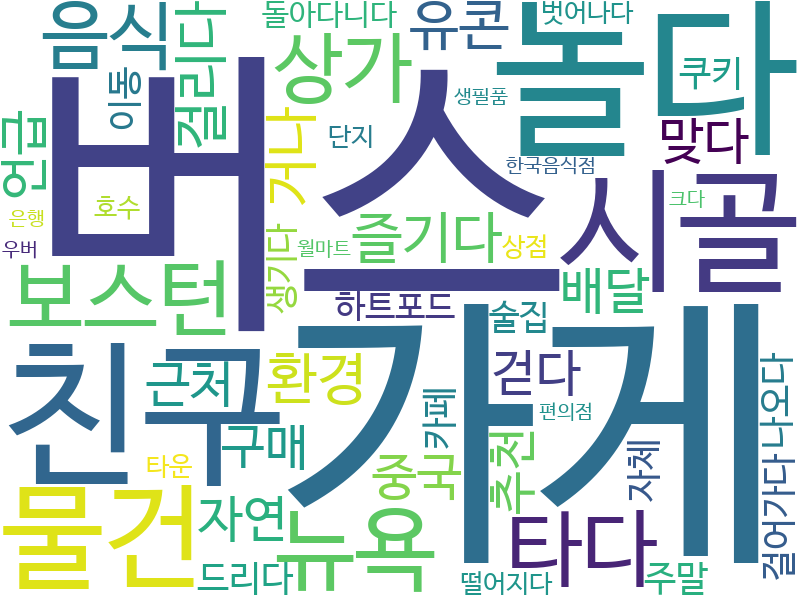 음식
이동
걸리다
돌아다니다
상가
유콘
벗어나다
놀다
쿠키
생필품
언급
버스
거나
단지
맞다
한국음식점
시골
크다
은행
호수
우버
생기다
월마트
즐기다
상점
보스턴
하트포드
술집
배달
친구
근처
환경
가게
걷다
카페
편의점
나오다
구매
타운
중국
추천
자체
걸어가다
물건
자연
뉴욕
타다
드리다
떨어지다
주말